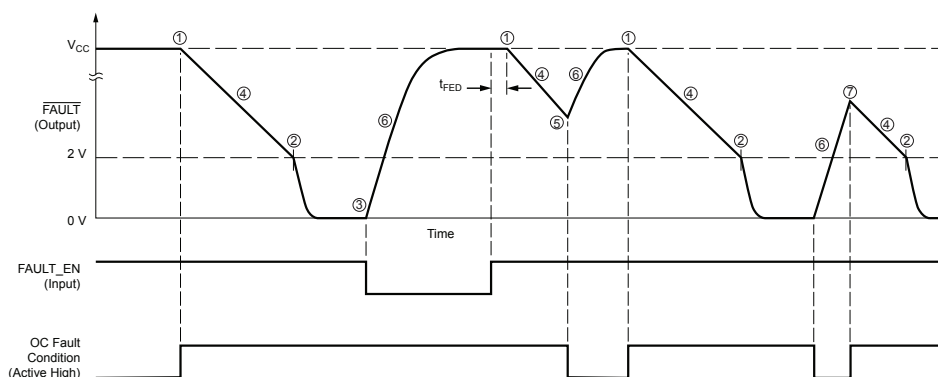 V_CC
① ① ① ⑦
④ ④ ⑥ ④ ④
t_FED
FAULT
(Output)
⑥ ⑤ ⑥
2 V
② ② ②
③
0 V
Time
FAULT_EN
(Input)
OC Fault
Condition
(Active High)